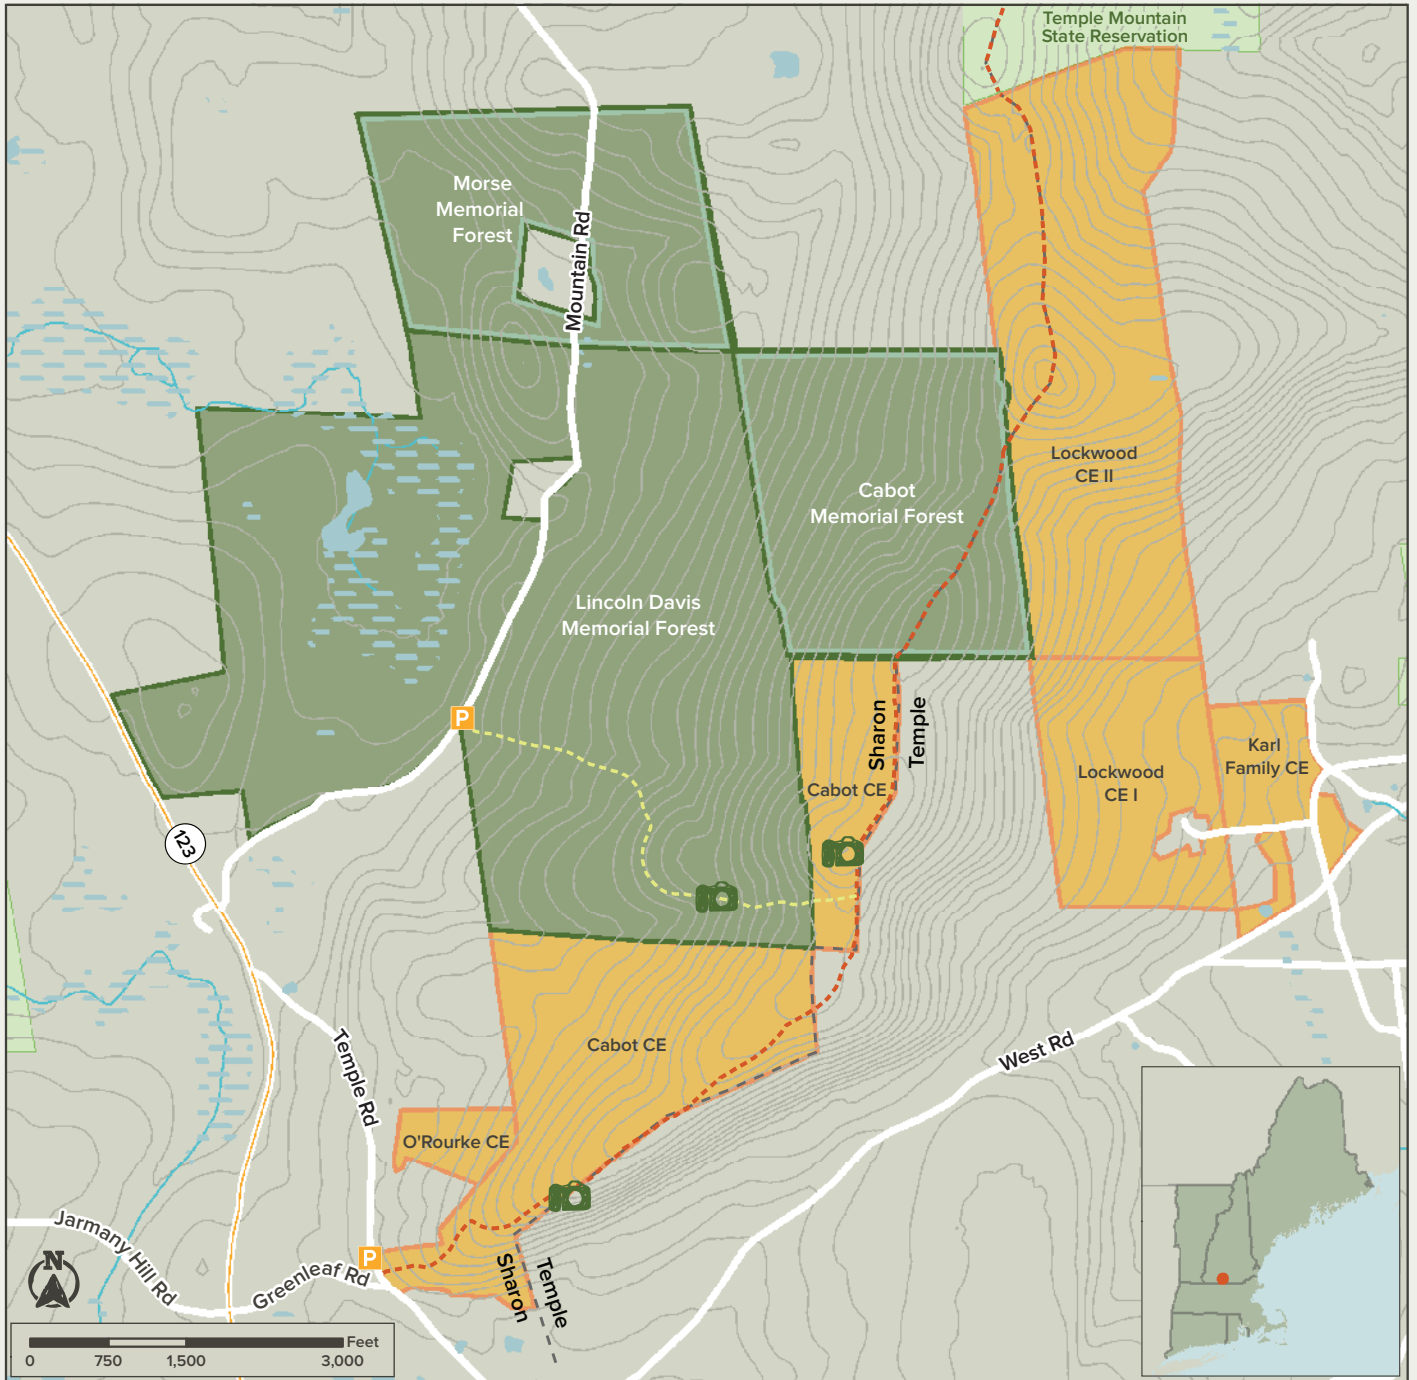 Temple Mountain
State Reservation
Morse
Memorial
Forest
Mountain Rd
Lockwood
CE II
Cabot
Memorial Forest
Lincoln Davis
Memorial Forest
Sharon
Temple
P
Cabot CE
Lockwood
CE I
Karl
Family CE
123
Cabot CE
Temple Rd
West Rd
O'Rourke CE
Jarmany Hill Rd
Greenleaf Rd
P
Sharon
Temple
N
Feet
0 750 1,500 3,000